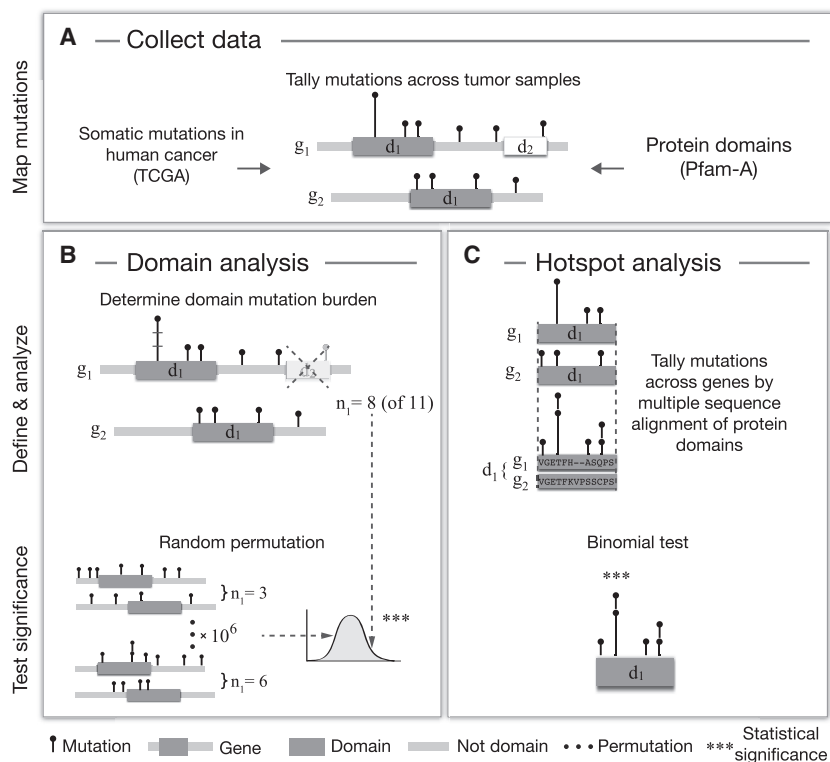 Map mutations
A
Collect data
Tally mutations across tumor samples
Somatic mutations in
human cancer
(TCGA)
g1
d1
d2
g2
d1
Protein domains
(Pfam-A)
Define & analyze
B
Domain analysis
Determine domain mutation burden
g1
d1
n1= 8 (of 11)
g2
d1
Test significance
Random permutation
}n1= 3
× 10^6
}n1= 6
***
C
Hotspot analysis
g1
d1
g2
d1
Tally mutations
across genes by
multiple sequence
alignment of protein
domains
d1{
g1
VGETFH--ASQPS
g2
VGETFKVPSSCPS
Binomial test
***
d1
Mutation
Gene
Domain
Not domain
Permutation
***
Statistical
significance